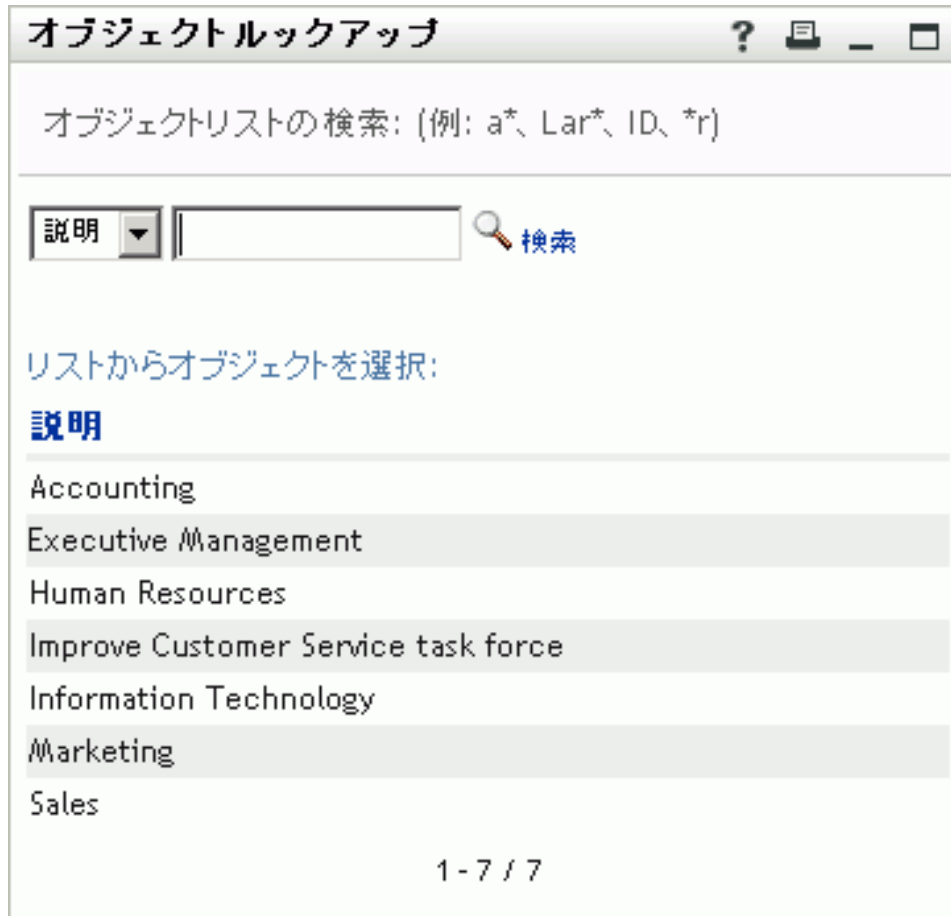 オブジェクトルックアップ ?
オブジェクトリストの検索: (例: a*、Lar*、ID、*r)
説明 検索
リストからオブジェクトを選択:
説明
Accounting
Executive Management
Human Resources
Improve Customer Service task force
Information Technology
Marketing
Sales
1 - 7 / 7